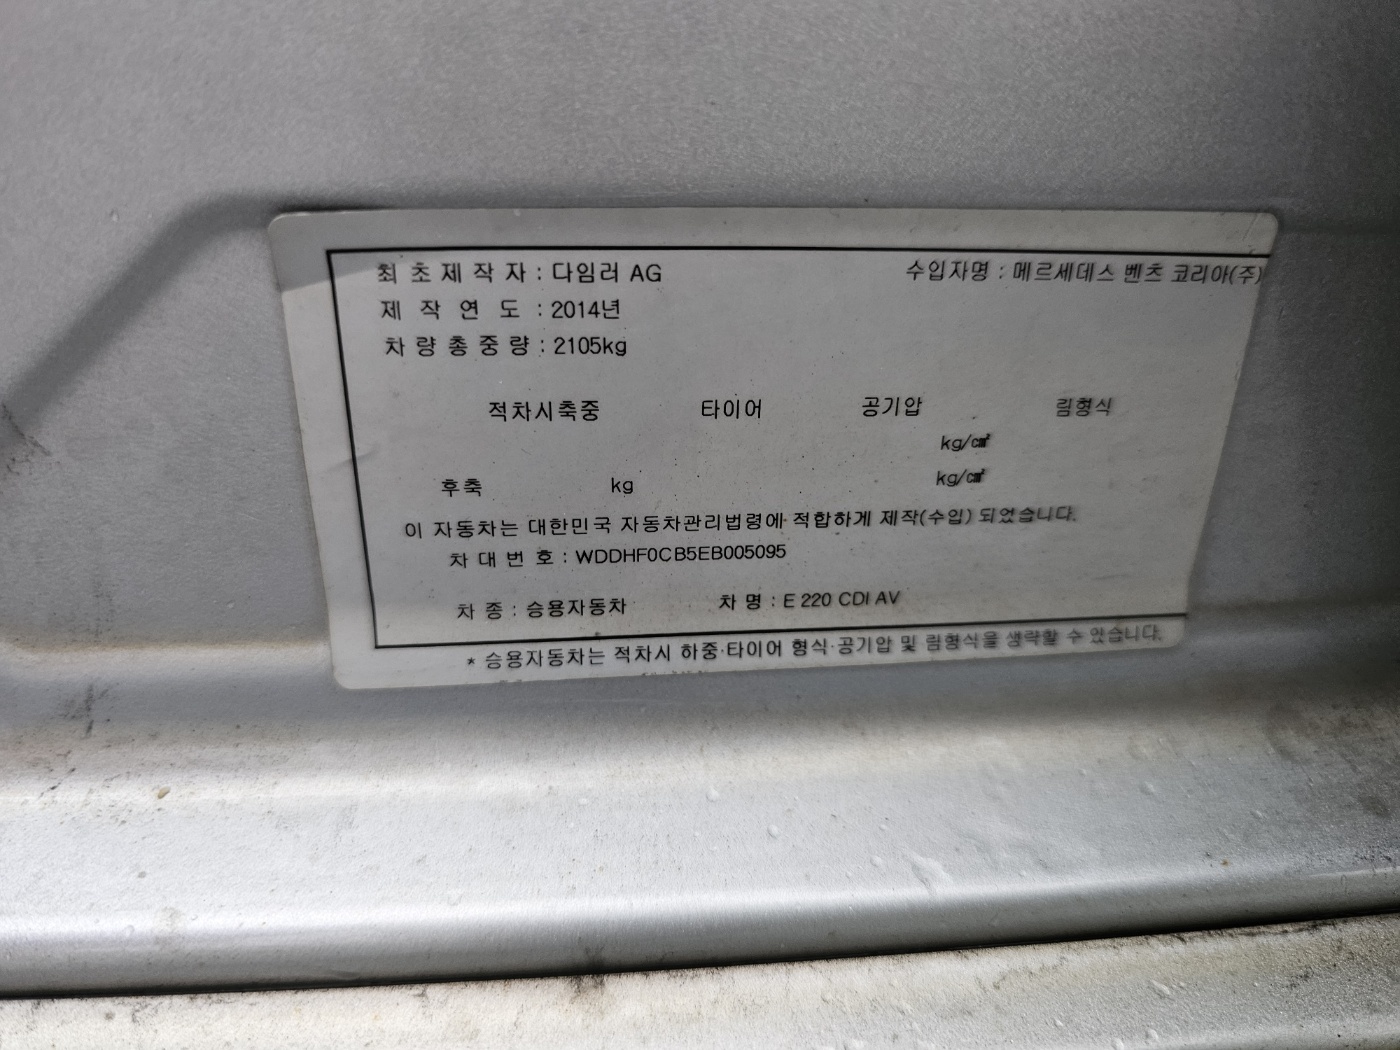 최초제작자 : 다임러 AG 수입자명 : 메르세데스 벤츠 코리아(주)
제작연도 : 2014년
차량총중량 : 2105kg
적차시축중 타이어 공기압 림형식
kg/㎠
후축 kg kg/㎠
이 자동차는 대한민국 자동차관리법령에 적합하게 제작(수입) 되었습니다.
차대번호 : WDDHF0CB5EB005095
차종 : 승용자동차 차명 : E 220 CDI AV
* 승용자동차는 적차시 하중·타이어 형식·공기압 및 림형식을 생략할 수 있습니다.